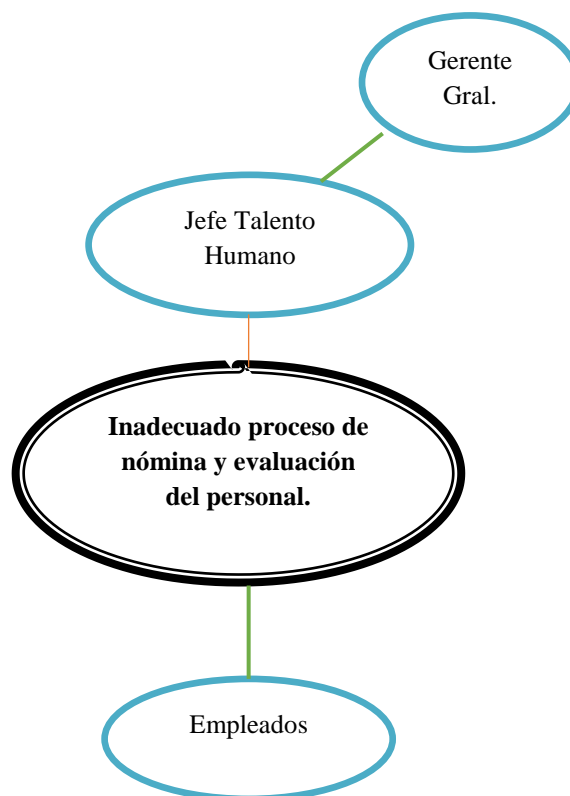 Gerente
Gral.
Jefe Talento
Humano
Inadecuado proceso de
nómina y evaluación
del personal.
Empleados